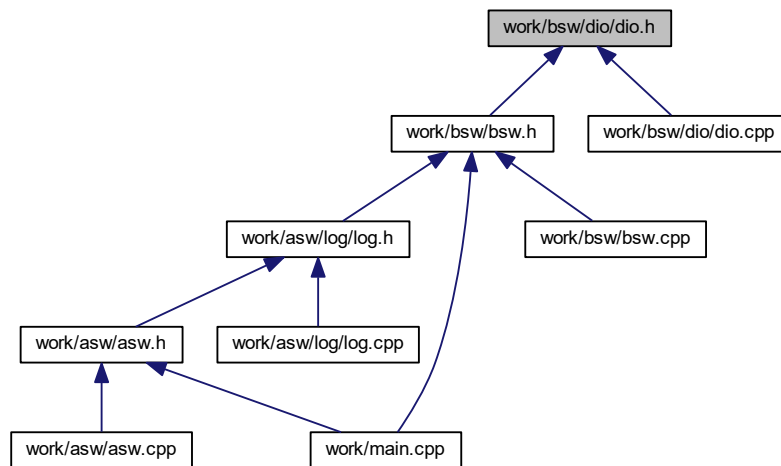 work/bsw/dio/dio.h
work/bsw/bsw.h
work/bsw/dio/dio.cpp
work/asw/log/log.h
work/bsw/bsw.cpp
work/asw/asw.h
work/asw/log/log.cpp
work/asw/asw.cpp
work/main.cpp